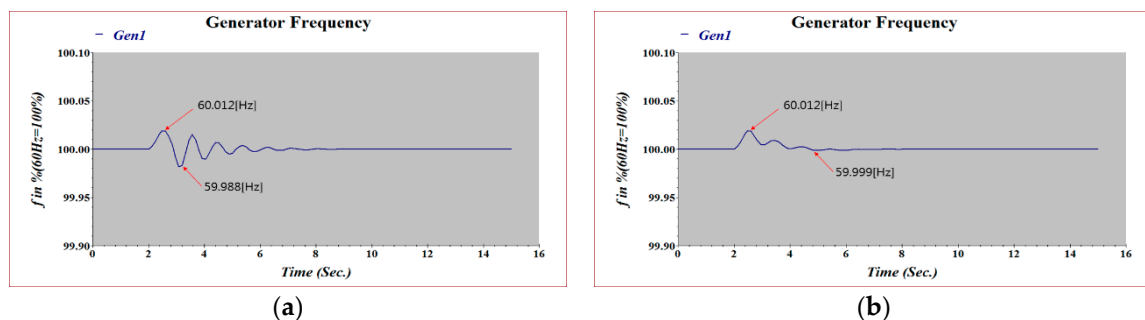 Generator Frequency
Gen1
f in %(60Hz=100%)
100.10
100.05
100.00
99.95
99.90
60.012[Hz]
59.988[Hz]
0 2 4 6 8 10 12 14 16
Time (Sec.)
(a)
Generator Frequency
Gen1
f in %(60Hz=100%)
100.10
100.05
100.00
99.95
99.90
60.012[Hz]
59.999[Hz]
0 2 4 6 8 10 12 14 16
Time (Sec.)
(b)